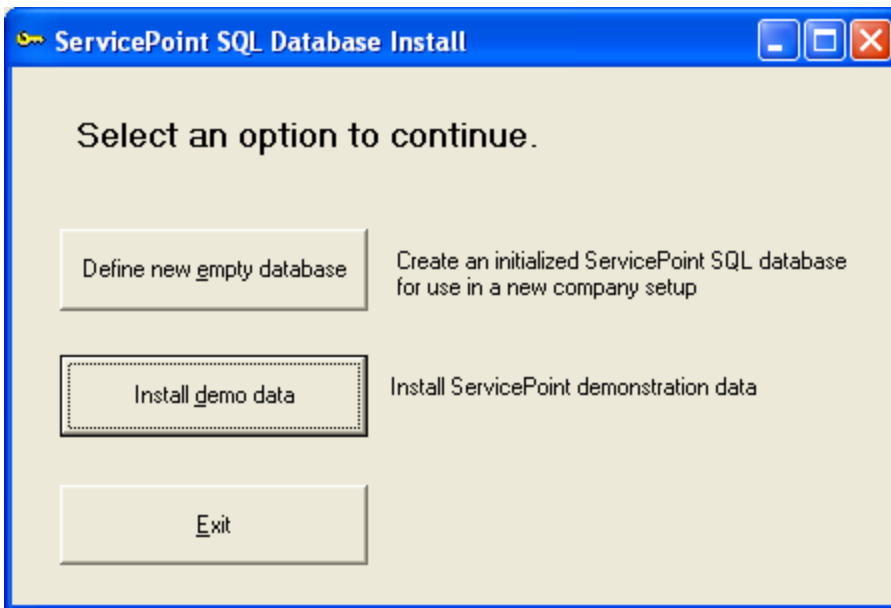 ServicePoint SQL Database Install
Select an option to continue.
Define new empty database
Create an initialized ServicePoint SQL database
for use in a new company setup
Install demo data
Install ServicePoint demonstration data
Exit